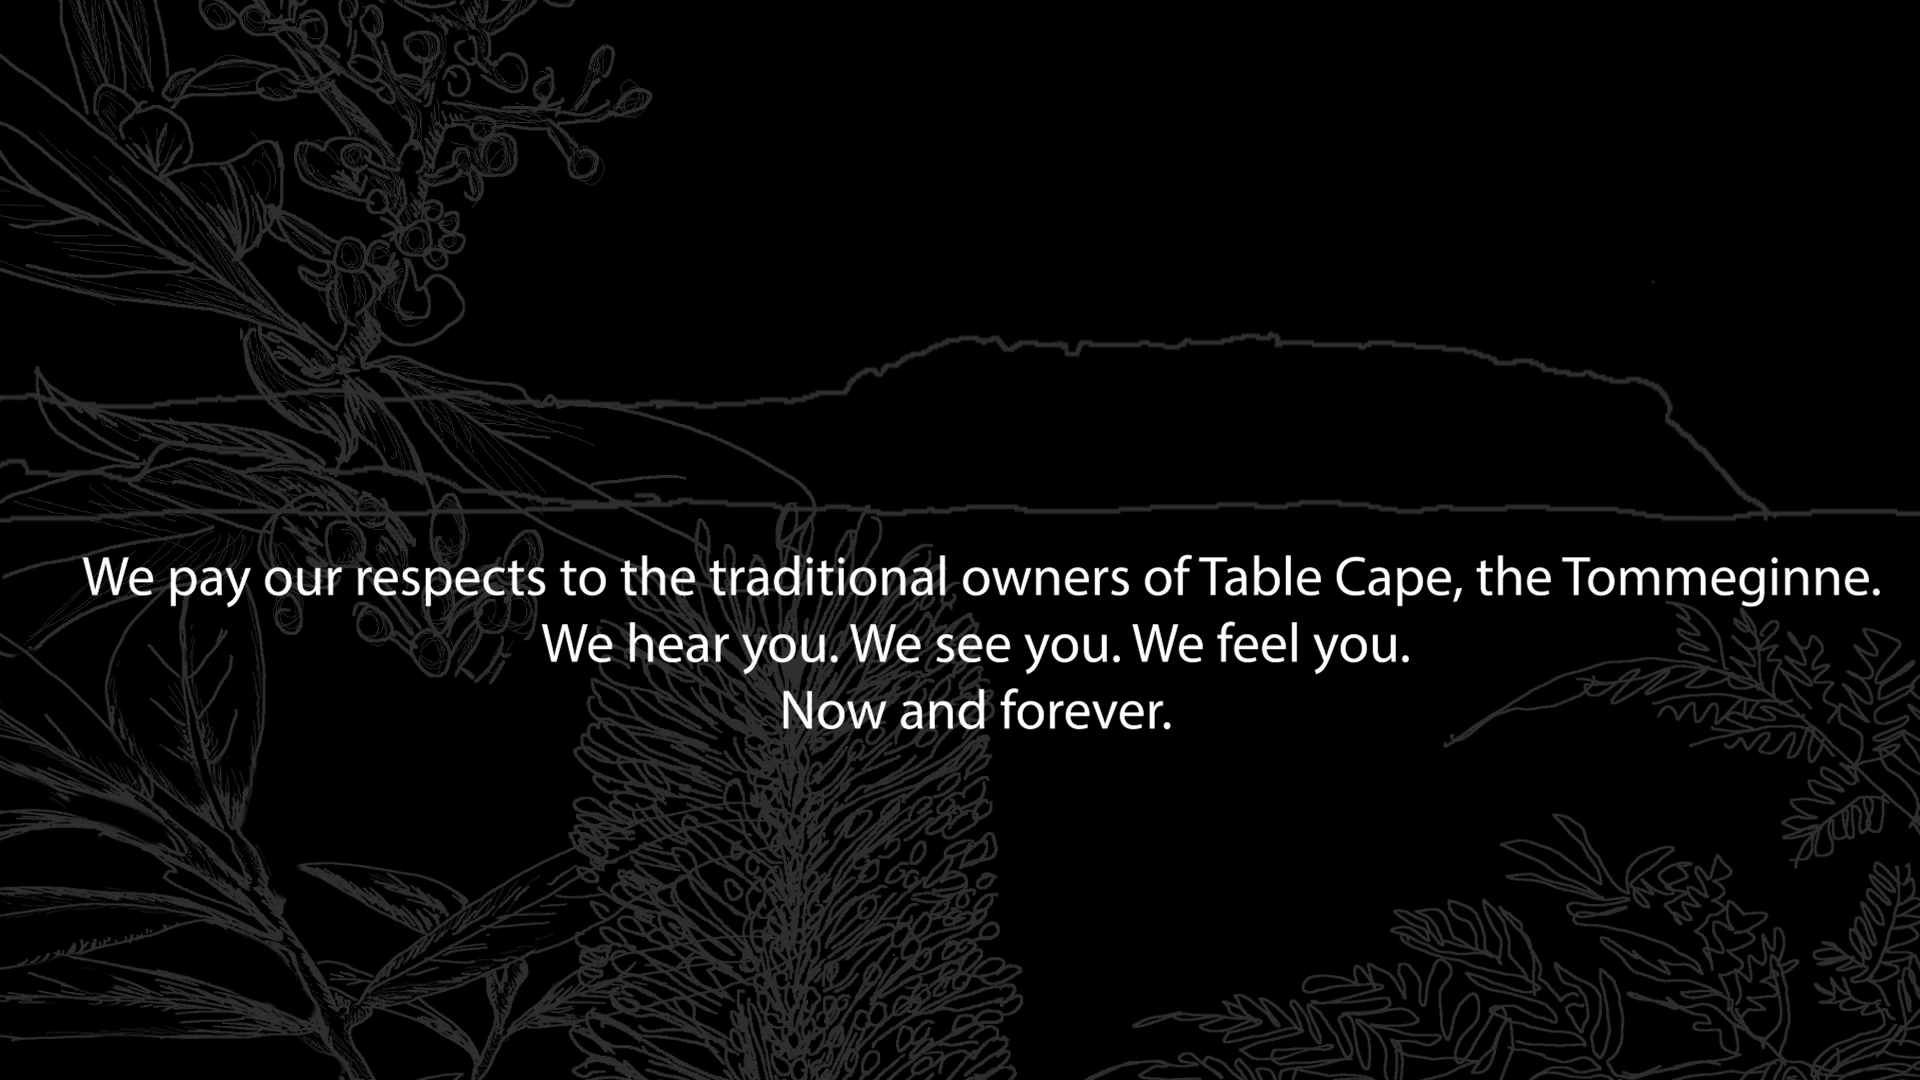 We pay our respects to the traditional owners of Table Cape, the Tommeginne.
We hear you. We see you. We feel you.
Now and forever.